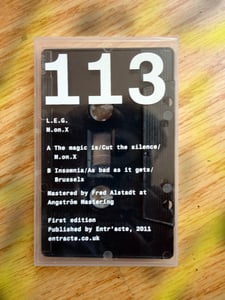 113
L.E.G.
M.om.X
A The magic is/Cut the silence/
M.om.X
B Insomnia/As bad as it gets/
Brussels
Mastered by Fred Alstadt at
Angström Mastering
First edition
Published by Entr'acte, 2011
entracte.co.uk